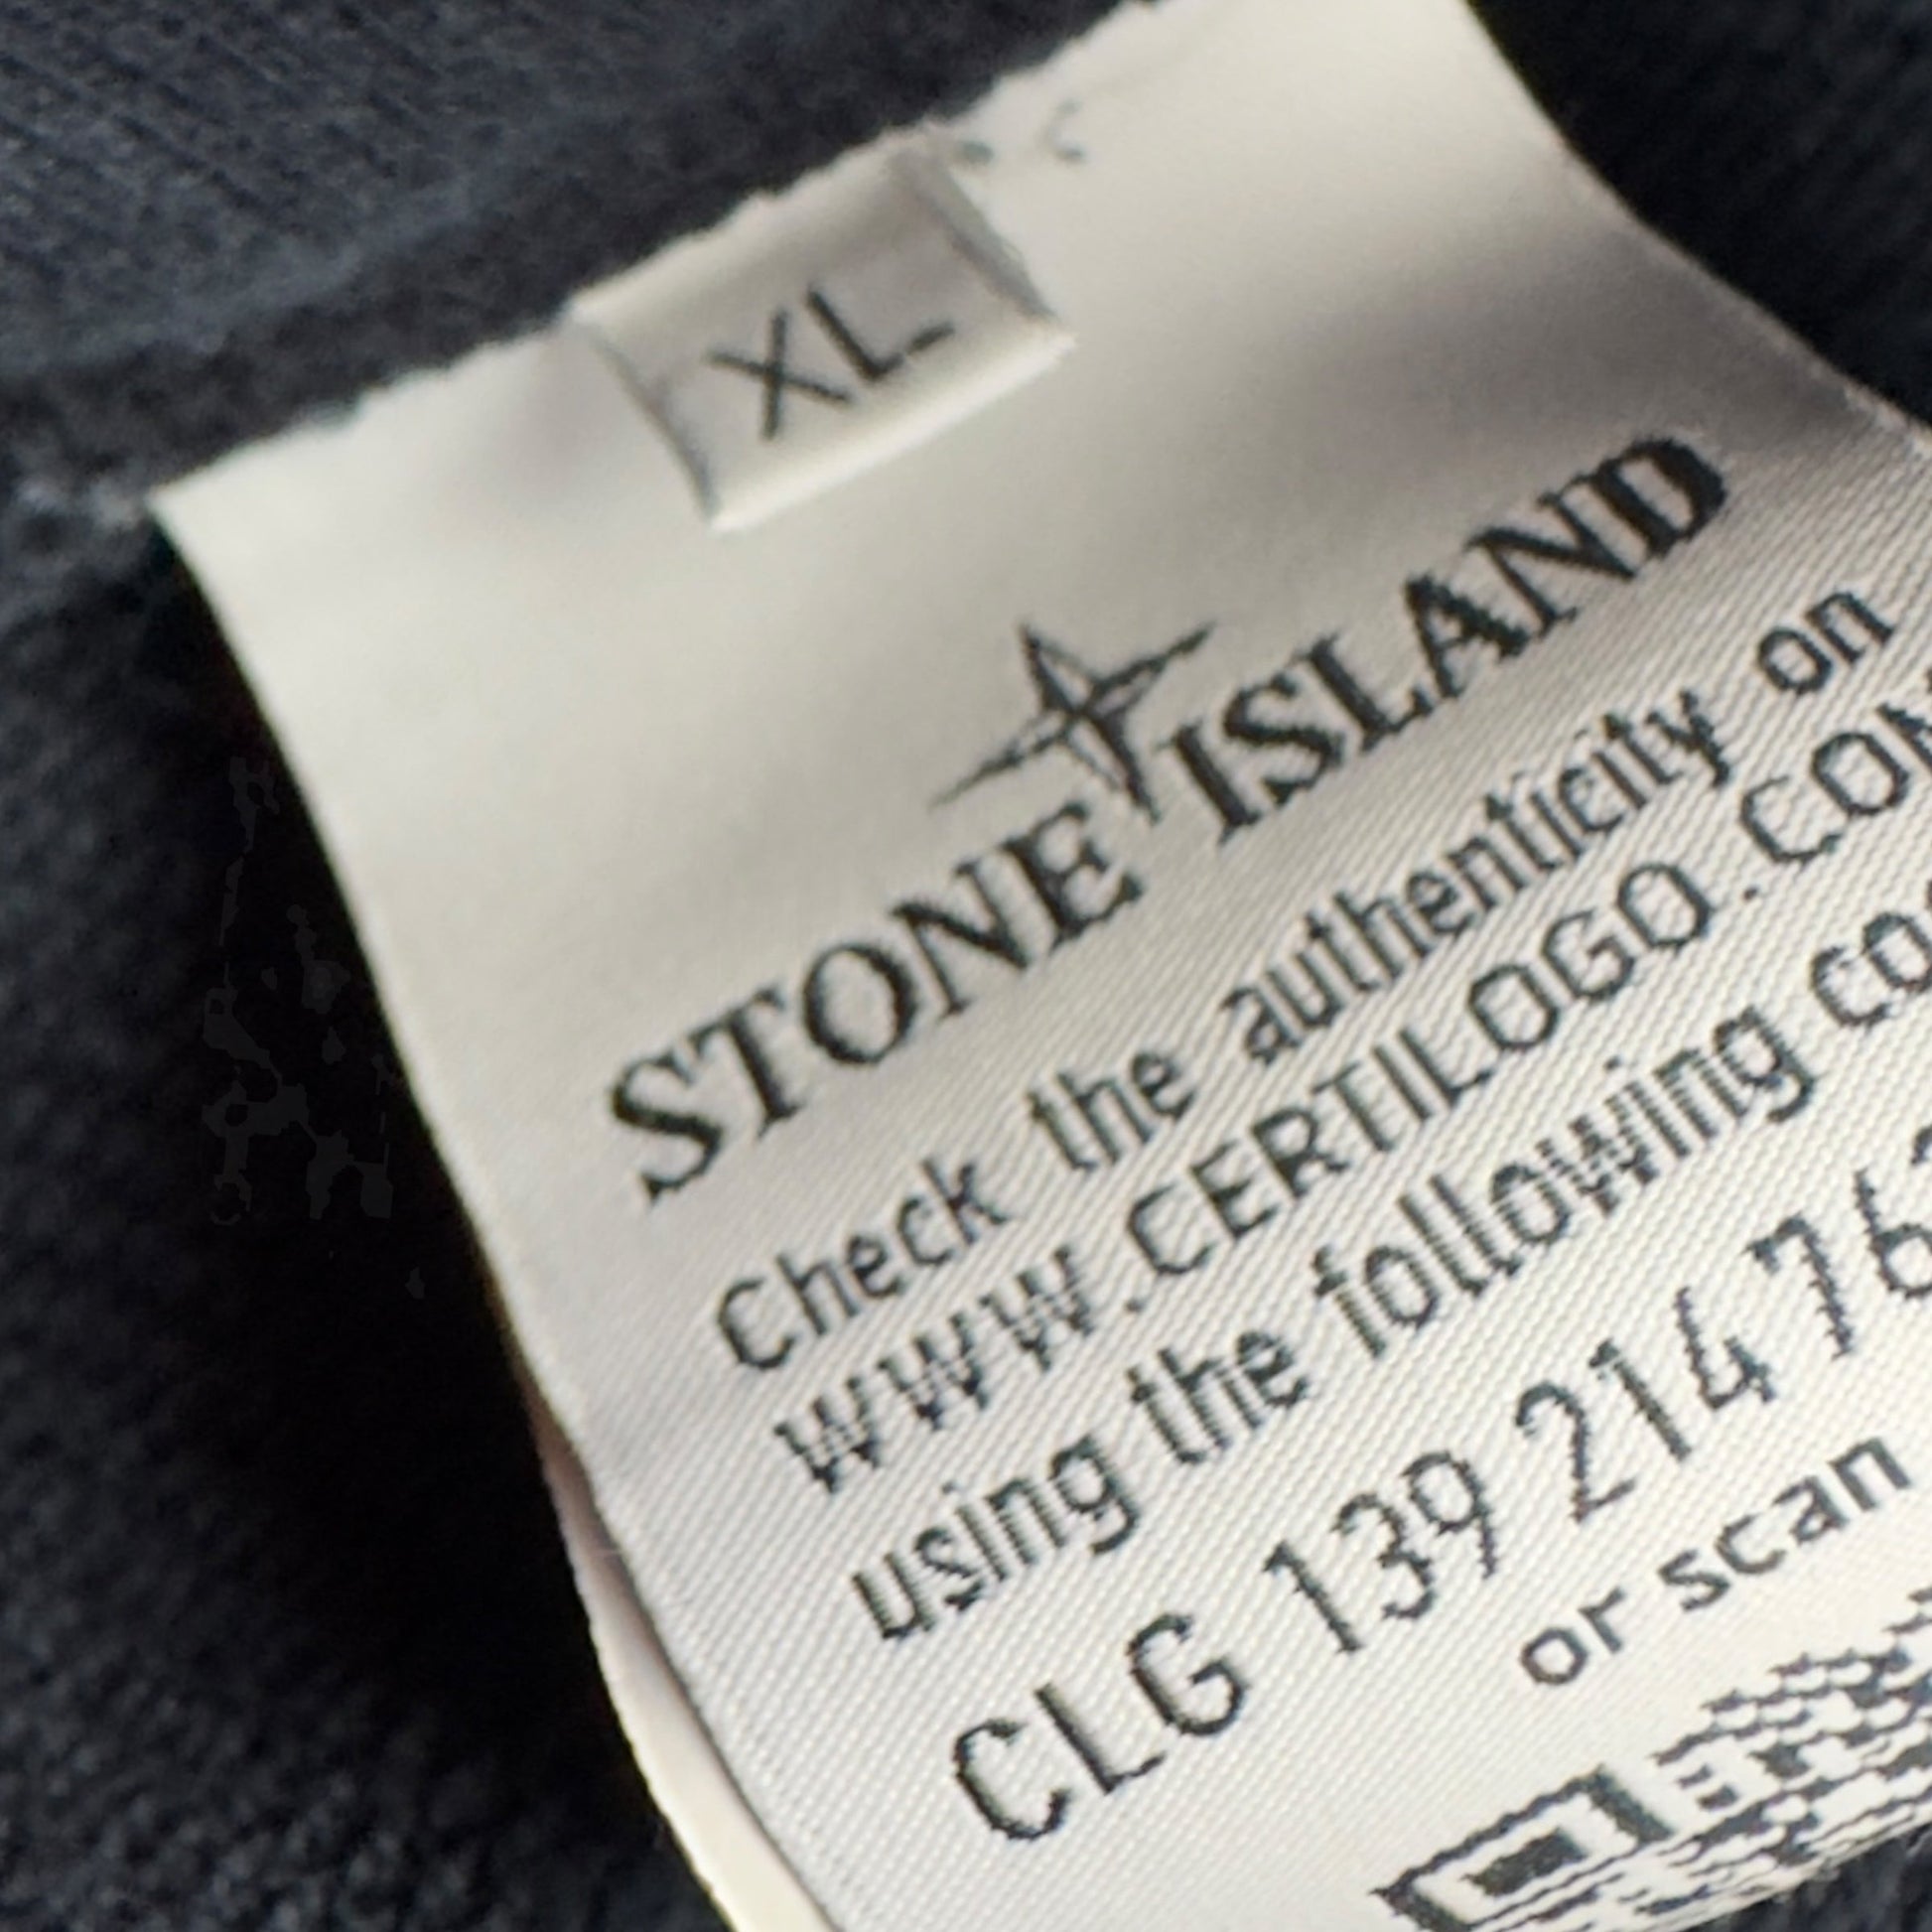 XL
STONE ISLAND
Check the authenticity on
WWW.CERTILOGO.COM
using the following
CLG 139 214 76
or scan